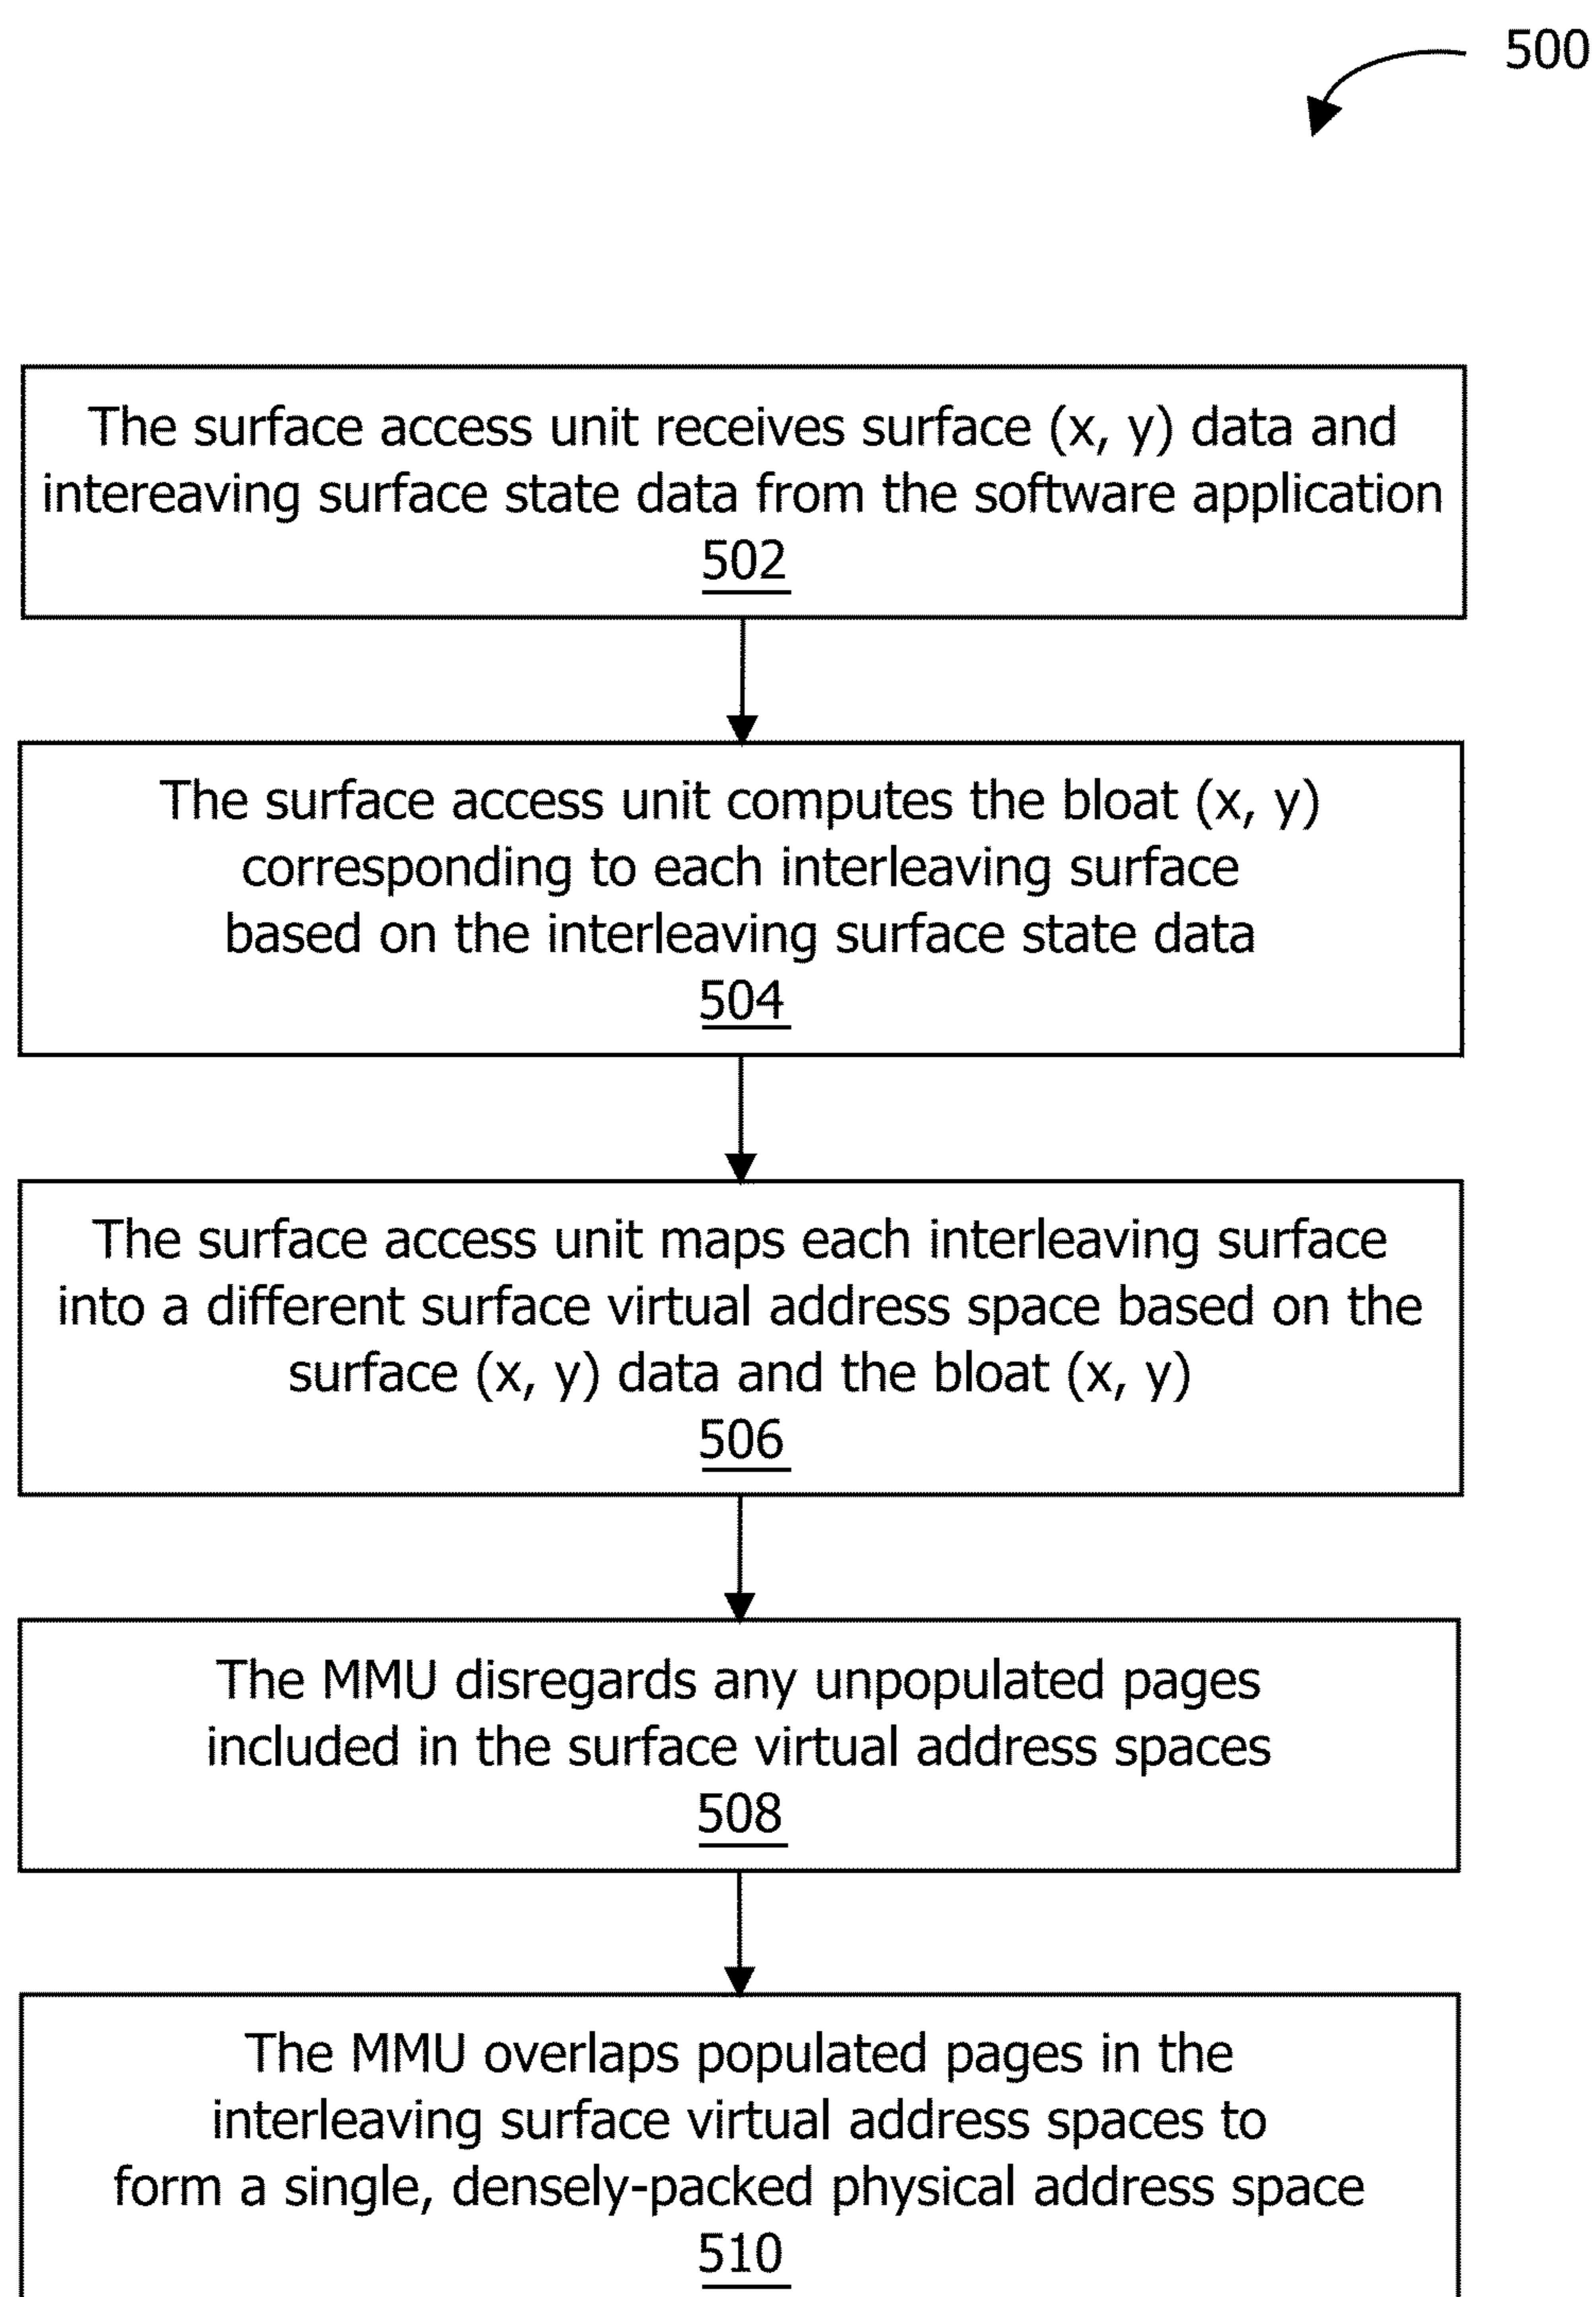 500
The surface access unit receives surface (x, y) data and
intereaving surface state data from the software application
502
The surface access unit computes the bloat (x, y)
corresponding to each interleaving surface
based on the interleaving surface state data
504
The surface access unit maps each interleaving surface
into a different surface virtual address space based on the
surface (x, y) data and the bloat (x, y)
506
The MMU disregards any unpopulated pages
included in the surface virtual address spaces
508
The MMU overlaps populated pages in the
interleaving surface virtual address spaces to
form a single, densely-packed physical address space
510